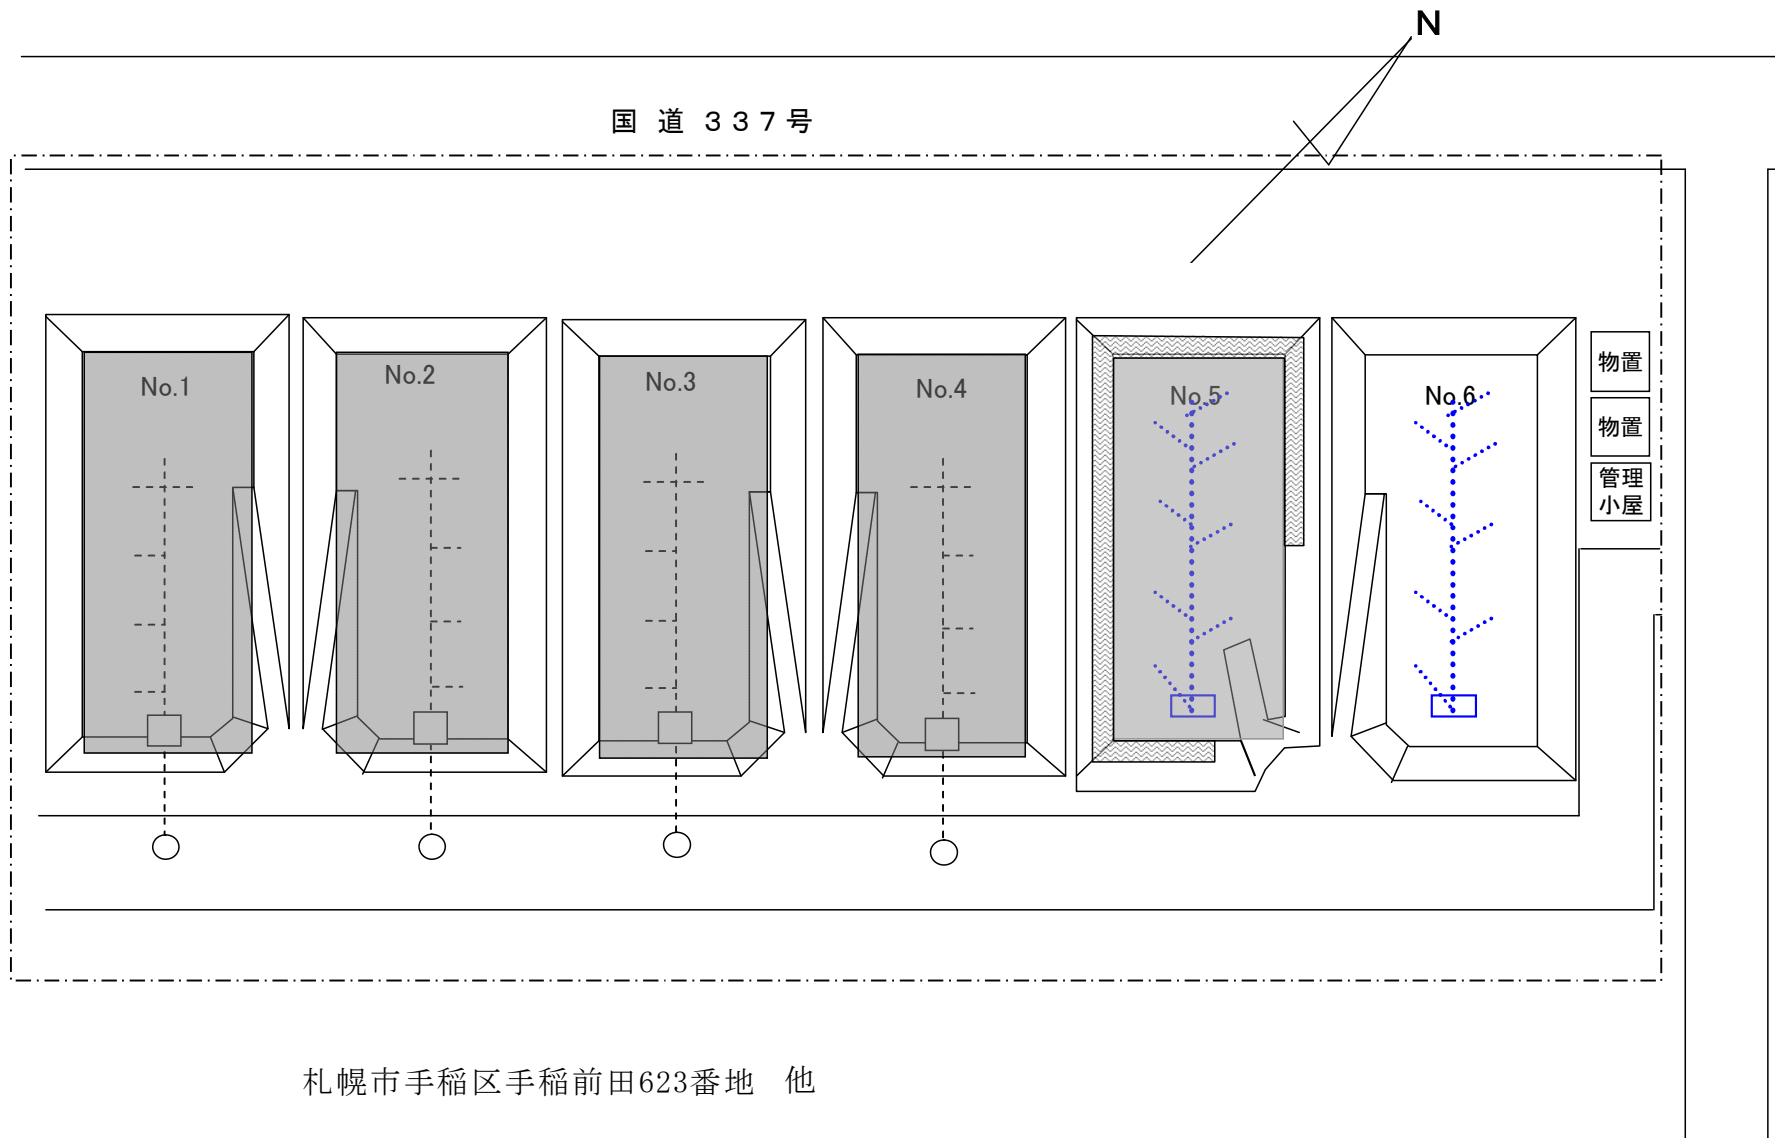 N
国 道 ３３７号
No.1
No.2
No.3
No.4
No.5
No.6
物置
物置
管理
小屋
札幌市手稲区手稲前田623番地　他